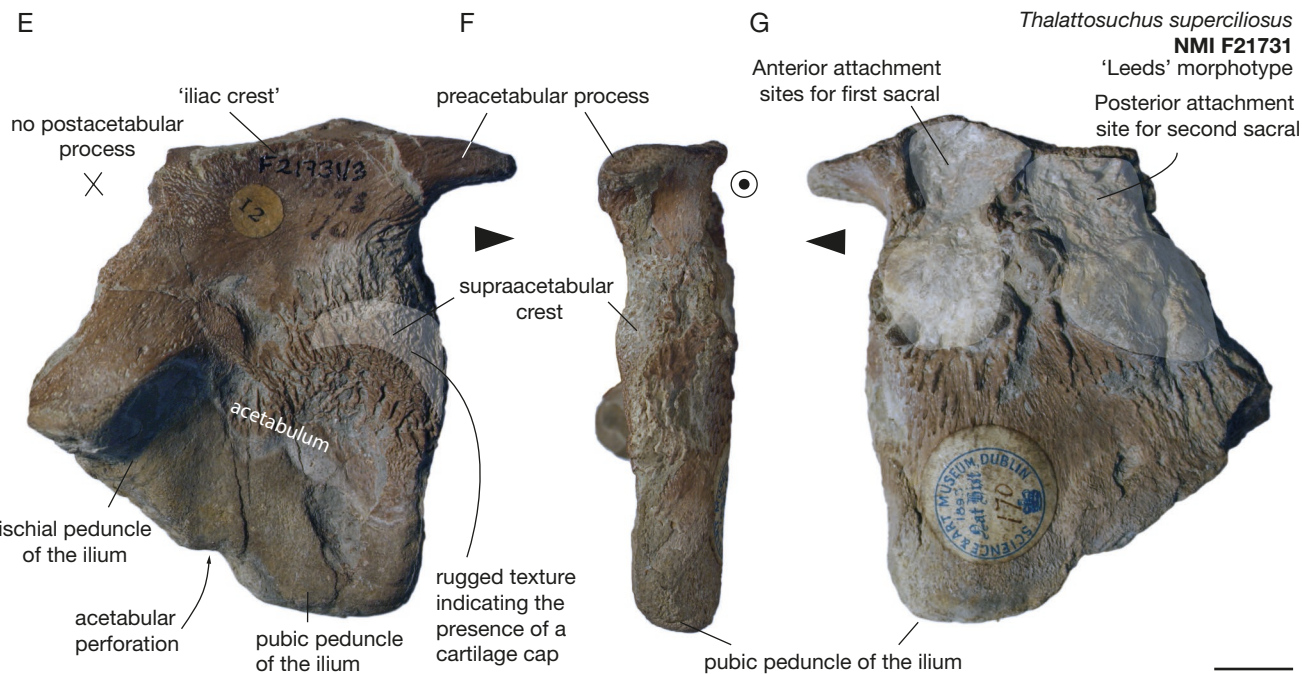 E
F
G
Thalattosuchus superciliosus
NMI F21731
'Leeds' morphotype
Anterior attachment
sites for first sacral
Posterior attachment
site for second sacral
'iliac crest'
preacetabular process
no postacetabular
process
F21731/3
12
supraacetabular
crest
acetabulum
SCIENCE & ART MUSEUM DUBLIN
Nat Hist.
170
ischial peduncle
of the ilium
acetabular
perforation
pubic peduncle
of the ilium
rugged texture
indicating the
presence of a
cartilage cap
pubic peduncle of the ilium